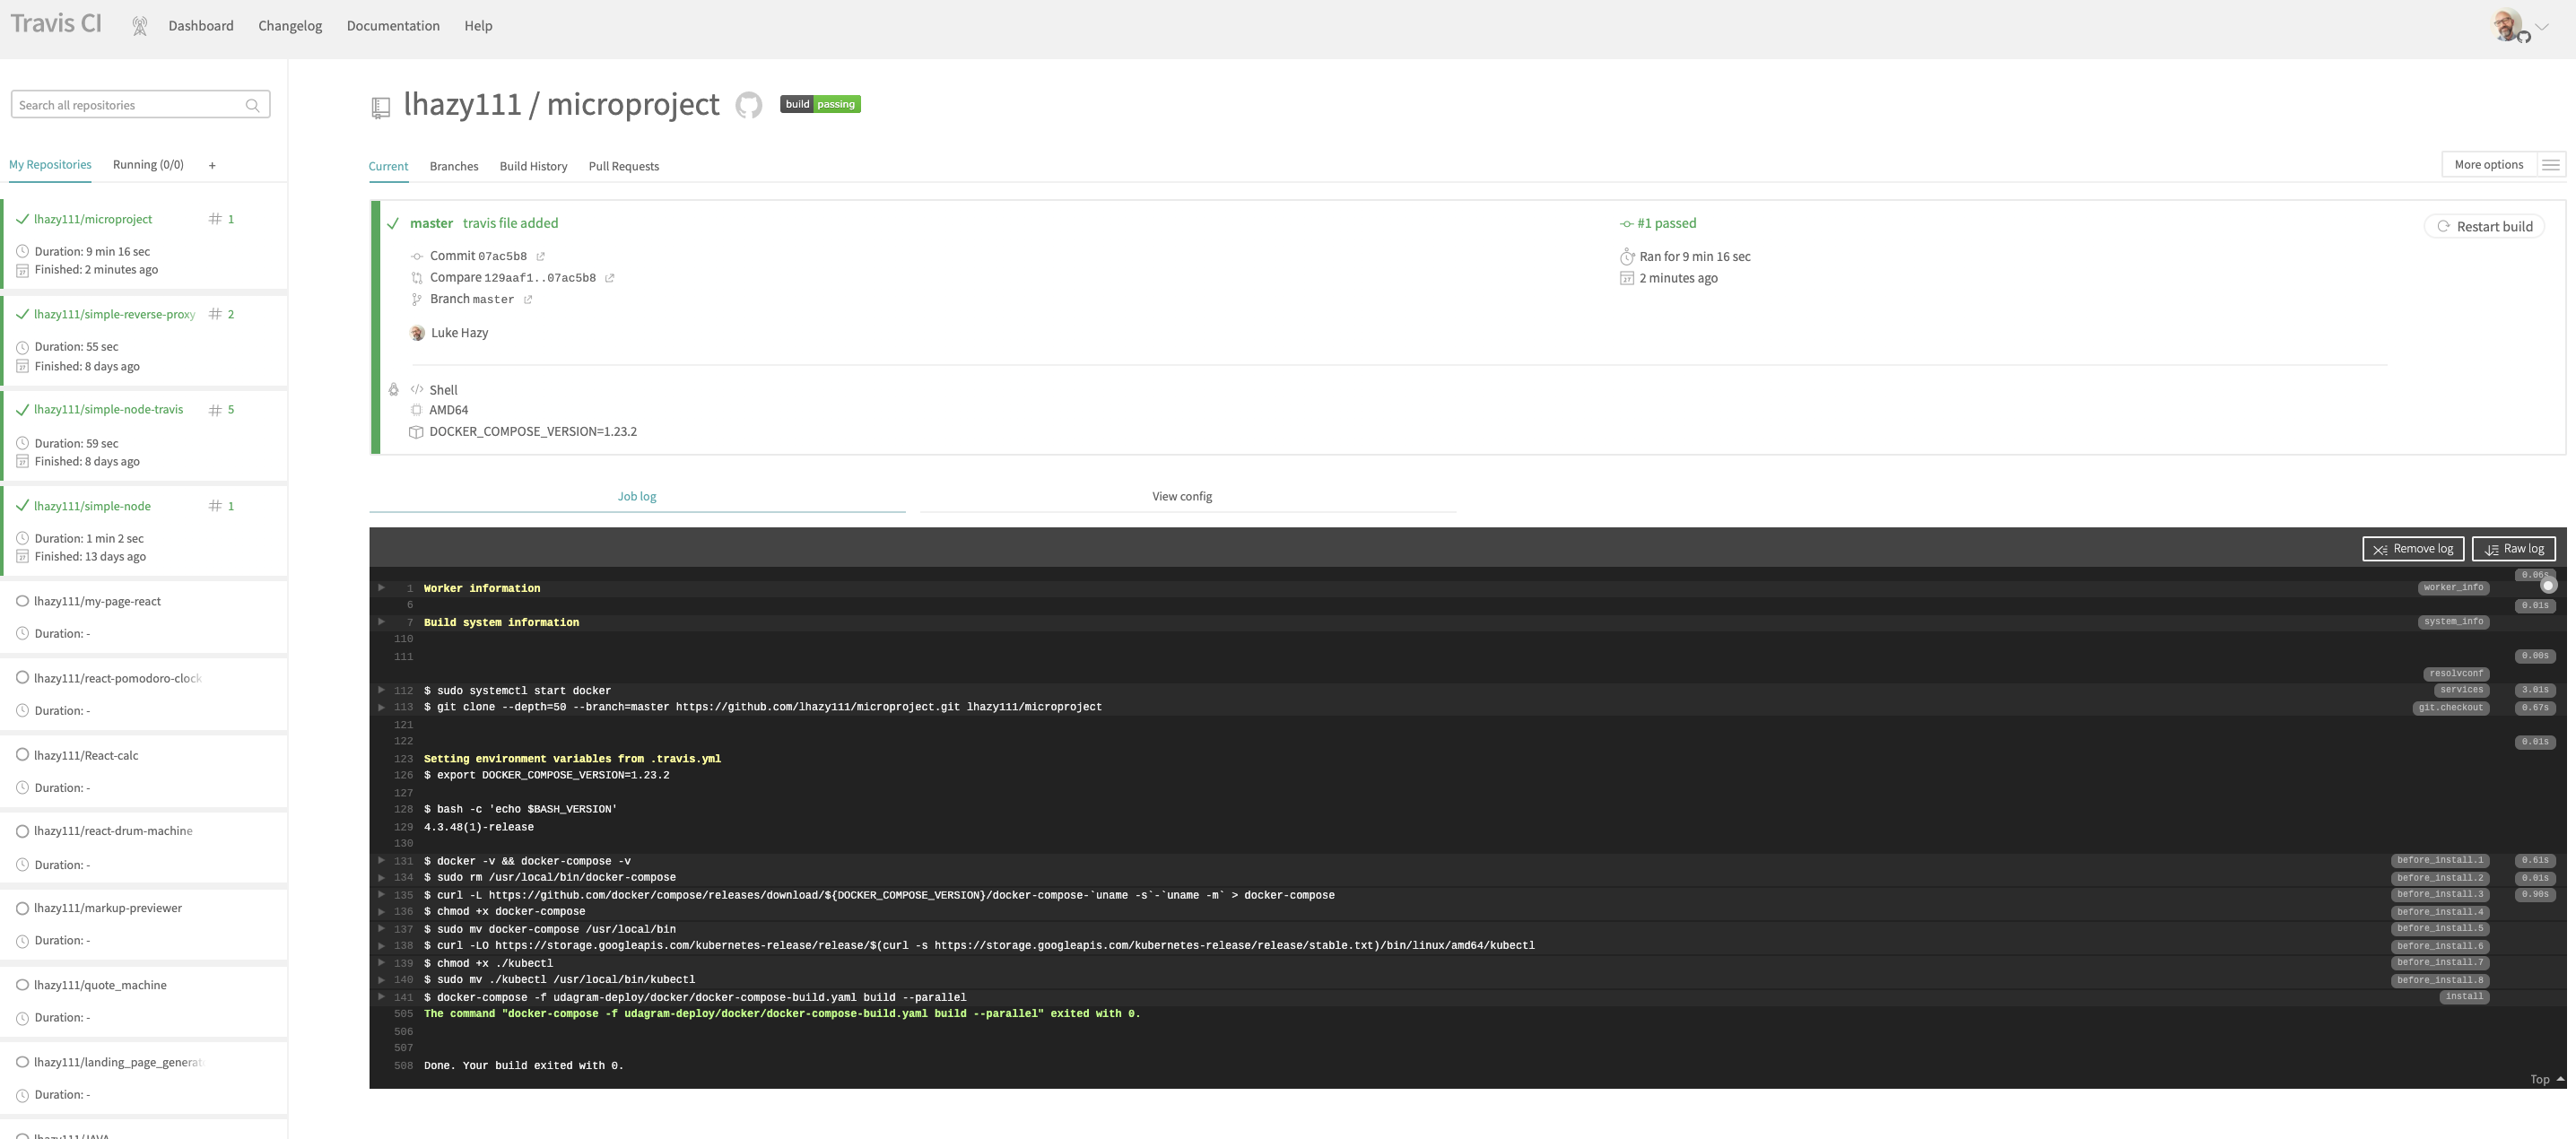 Travis CI
Dashboard Changelog Documentation Help
Search all repositories
My Repositories Running (0/0) +
lhazy111/microproject # 1
Duration: 9 min 16 sec
Finished: 2 minutes ago
lhazy111/simple-reverse-proxy # 2
Duration: 55 sec
Finished: 8 days ago
lhazy111/simple-node-travis # 5
Duration: 59 sec
Finished: 8 days ago
lhazy111/simple-node # 1
Duration: 1 min 2 sec
Finished: 13 days ago
lhazy111/my-page-react
Duration: -
lhazy111/react-pomodoro-clock
Duration: -
lhazy111/React-calc
Duration: -
lhazy111/react-drum-machine
Duration: -
lhazy111/markup-previewer
Duration: -
lhazy111/quote_machine
Duration: -
lhazy111/landing_page_generat
Duration: -
lhazy111/JAVA
lhazy111 / microproject build passing
Current Branches Build History Pull Requests
More options
master travis file added
Commit 07ac5b8
Compare 129aaf1..07ac5b8
Branch master
Luke Hazy
#1 passed
Ran for 9 min 16 sec
2 minutes ago
Restart build
Shell
AMD64
DOCKER_COMPOSE_VERSION=1.23.2
Job log View config
Remove log Raw log
0.06s
1 Worker information worker_info
6 0.01s
7 Build system information system_info
110
111 0.00s
resolvconf
112 $ sudo systemctl start docker services 3.01s
113 $ git clone --depth=50 --branch=master https://github.com/lhazy111/microproject.git lhazy111/microproject git.checkout 0.67s
121
122 0.01s
123 Setting environment variables from .travis.yml
126 $ export DOCKER_COMPOSE_VERSION=1.23.2
127
128 $ bash -c 'echo $BASH_VERSION'
129 4.3.48(1)-release
130
131 $ docker -v && docker-compose -v before_install.1 0.61s
134 $ sudo rm /usr/local/bin/docker-compose before_install.2 0.01s
135 $ curl -L https://github.com/docker/compose/releases/download/${DOCKER_COMPOSE_VERSION}/docker-compose-`uname -s`-`uname -m` > docker-compose before_install.3 0.90s
136 $ chmod +x docker-compose before_install.4
137 $ sudo mv docker-compose /usr/local/bin before_install.5
138 $ curl -LO https://storage.googleapis.com/kubernetes-release/release/$(curl -s https://storage.googleapis.com/kubernetes-release/release/stable.txt)/bin/linux/amd64/kubectl before_install.6
139 $ chmod +x ./kubectl before_install.7
140 $ sudo mv ./kubectl /usr/local/bin/kubectl before_install.8
141 $ docker-compose -f udagram-deploy/docker/docker-compose-build.yaml build --parallel install
505 The command "docker-compose -f udagram-deploy/docker/docker-compose-build.yaml build --parallel" exited with 0.
506
507
508 Done. Your build exited with 0.
Top